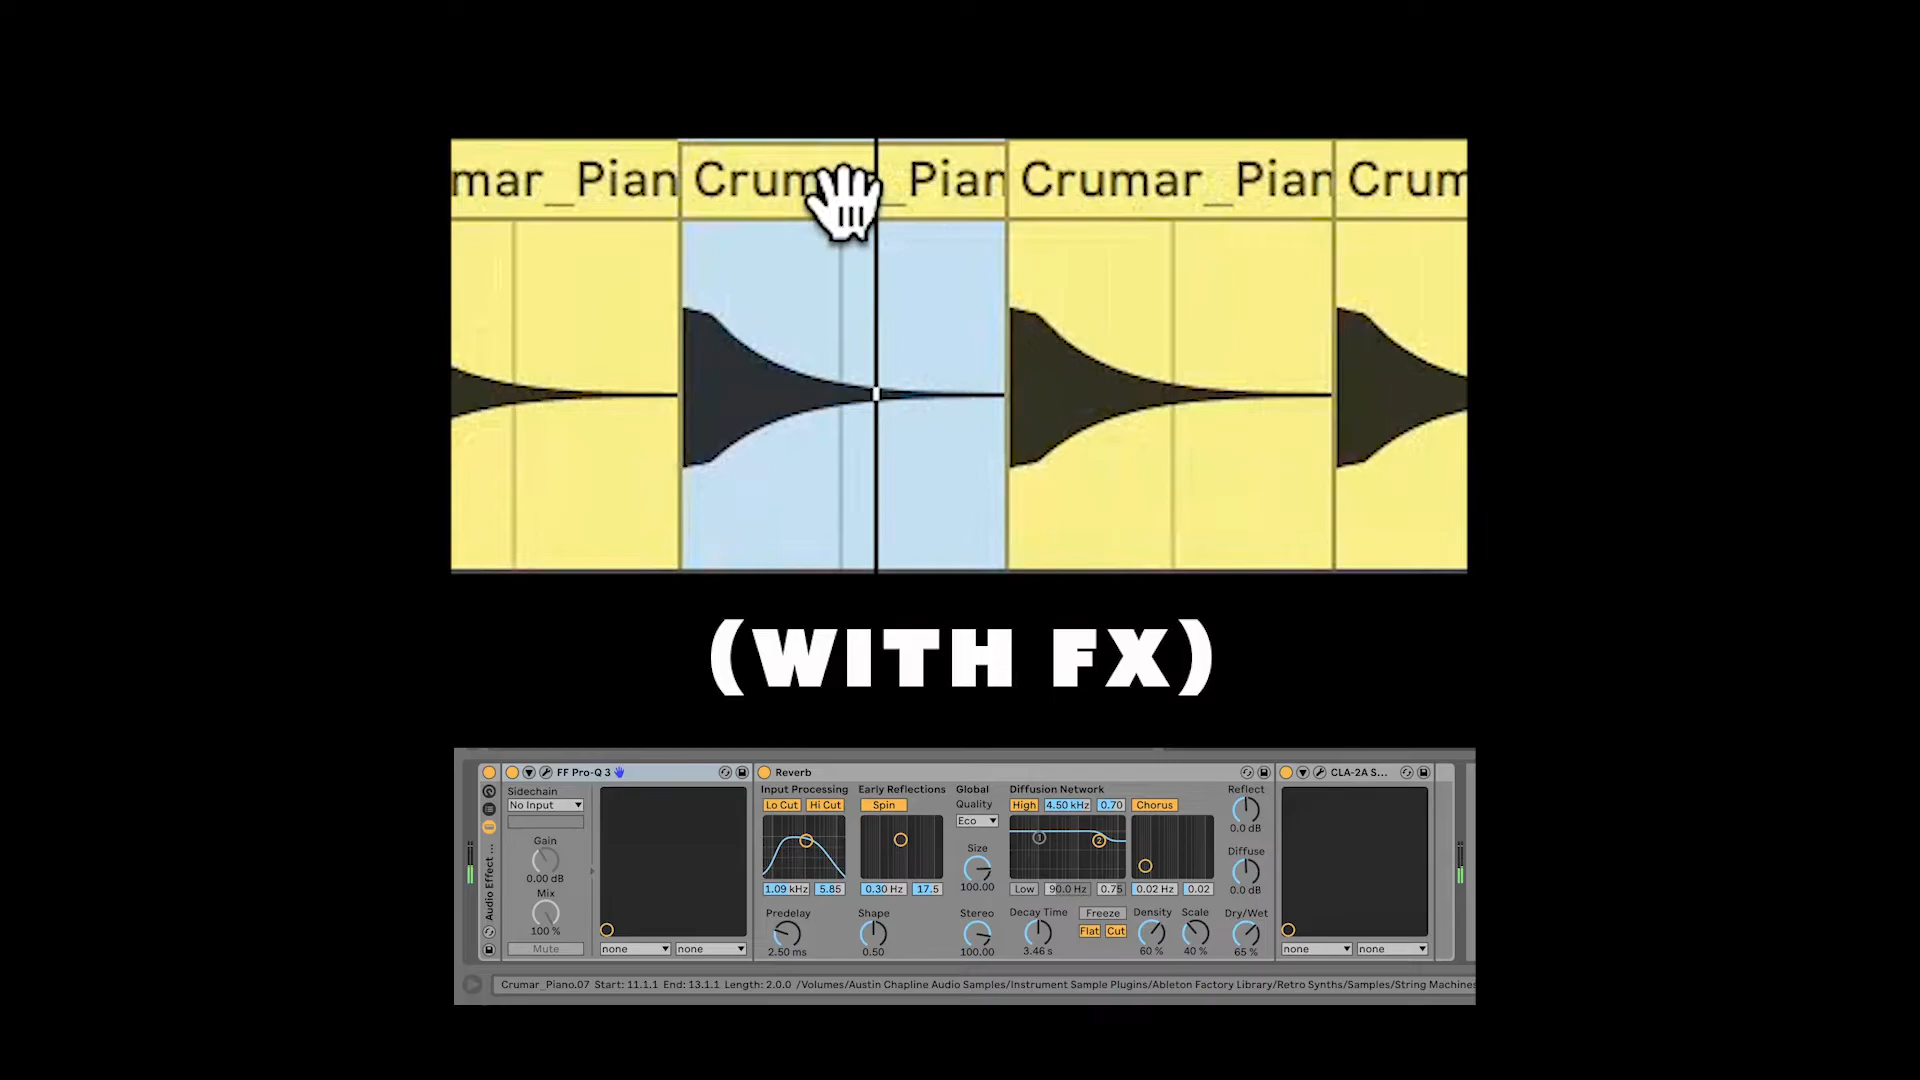 mar_Pian Crum _Pian Crumar_Pian Crum
(WITH FX)
FF Pro-Q 3 Reverb CLA-2A S...
Sidechain Input Processing Early Reflections Global Diffusion Network Reflect
No Input Lo Cut Hi Cut Spin Quality High 4.50 kHz 0.70 Chorus
Eco 0.0 dB
Gain Size Diffuse
0.00 dB 1.09 kHz 5.85 0.30 Hz 17.5 100.00 Low 90.0 Hz 0.75 0.02 Hz 0.02 0.0 dB
Mix Predelay Shape Stereo Decay Time Freeze Density Scale Dry/Wet
100 % Flat Cut
Mute none none 2.50 ms 0.50 100.00 3.46 s 60 % 40 % 65 % none none
Audio Effect ...
Crumar_Piano.07 Start: 11.1.1 End: 13.1.1 Length: 2.0.0 /Volumes/Austin Chapline Audio Samples/Instrument Sample Plugins/Ableton Factory Library/Retro Synths/Samples/String Machines